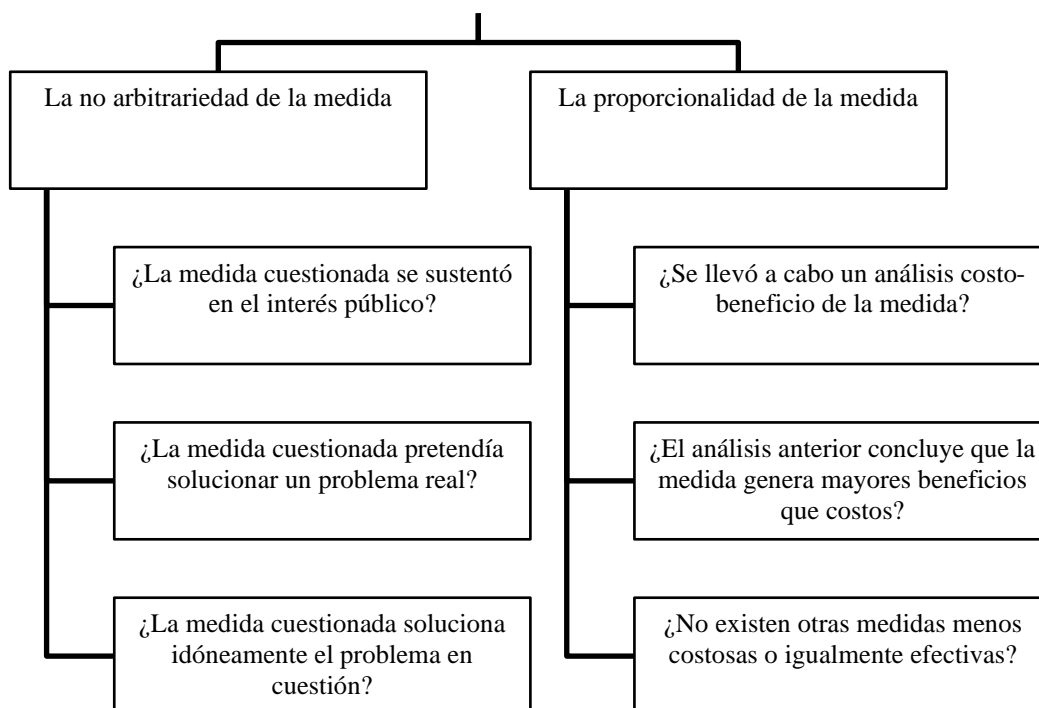 La no arbitrariedad de la medida
La proporcionalidad de la medida
¿La medida cuestionada se sustentó
en el interés público?
¿Se llevó a cabo un análisis costo-
beneficio de la medida?
¿La medida cuestionada pretendía
solucionar un problema real?
¿El análisis anterior concluye que la
medida genera mayores beneficios
que costos?
¿La medida cuestionada soluciona
idóneamente el problema en
cuestión?
¿No existen otras medidas menos
costosas o igualmente efectivas?